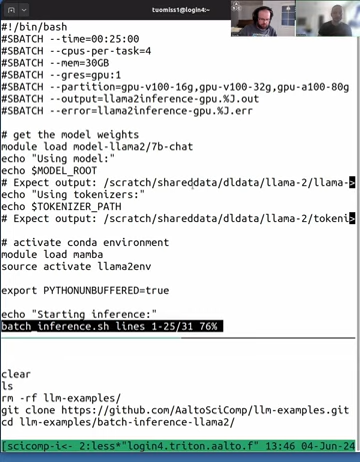 tuomiss1@login4:~
#!/bin/bash
#SBATCH --time=00:25:00
#SBATCH --cpus-per-task=4
#SBATCH --mem=30GB
#SBATCH --gres=gpu:1
#SBATCH --partition=gpu-v100-16g,gpu-v100-32g,gpu-a100-80g
#SBATCH --output=llama2inference-gpu.%J.out
#SBATCH --error=llama2inference-gpu.%J.err
# get the model weights
module load model-llama2/7b-chat
echo "Using model:"
echo $MODEL_ROOT
# Expect output: /scratch/shareddata/dldata/llama-2/llama->
echo "Using tokenizers:"
echo $TOKENIZER_PATH
# Expect output: /scratch/shareddata/dldata/llama-2/tokeni>
# activate conda environment
module load mamba
source activate llama2env
export PYTHONUNBUFFERED=true
echo "Starting inference:"
batch_inference.sh lines 1-25/31 76%
clear
ls
rm -rf llm-examples/
git clone https://github.com/AaltoSciComp/llm-examples.git
cd llm-examples/batch-inference-llama2/
scicomp-i<- 2:less*"login4.triton.aalto.f" 13:46 04-Jun-24